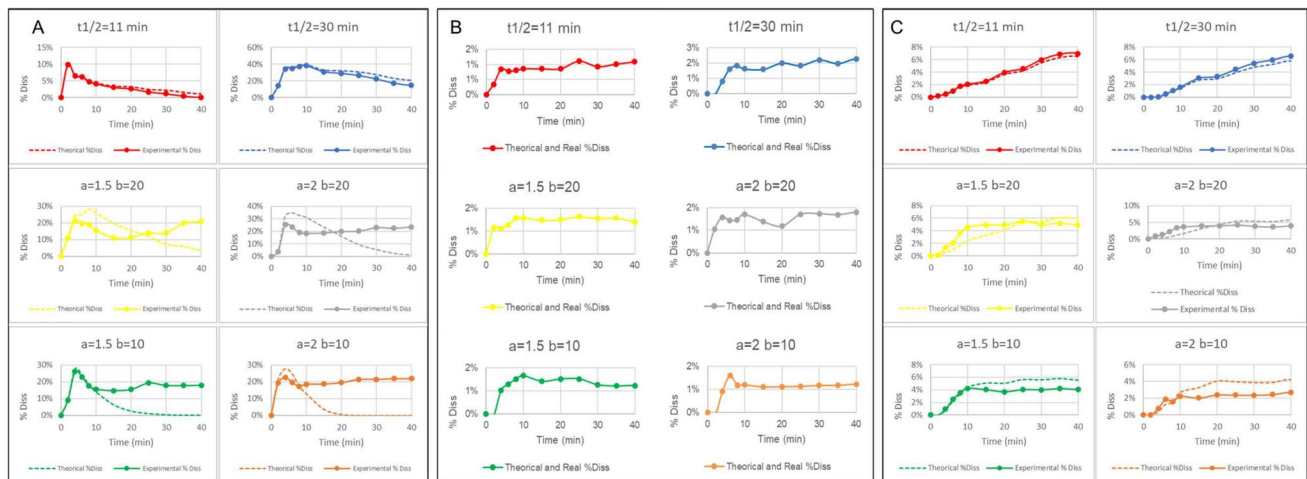 A
t1/2=11 min
15%
10%
5%
0%
% Diss
0 10 20 30 40
Time (min)
Theorical %Diss Experimental % Diss
t1/2=30 min
60%
40%
20%
0%
% Diss
0 10 20 30 40
Time (min)
Theorical %Diss Experimental % Diss
a=1.5 b=20
30%
20%
10%
0%
% Diss
0 10 20 30 40
Time (min)
Theorical %Diss Experimental % Diss
a=2 b=20
40%
30%
20%
10%
0%
% Diss
0 10 20 30 40
Time (min)
Theorical %Diss Experimental % Diss
a=1.5 b=10
30%
20%
10%
0%
% Diss
0 10 20 30 40
Time (min)
Theorical %Diss Experimental % Diss
a=2 b=10
30%
20%
10%
0%
% Diss
0 10 20 30 40
Time (min)
Theorical %Diss Experimental % Diss
B
t1/2=11 min
2%
1%
1%
0%
% Diss
0 10 20 30 40
Time (min)
Theorical and Real %Diss
t1/2=30 min
3%
2%
2%
1%
1%
0%
% Diss
0 10 20 30 40
Time (min)
Theorical and Real %Diss
a=1.5 b=20
2%
1%
0%
% Diss
0 10 20 30 40
Time (min)
Theorical and Real %Diss
a=2 b=20
2%
1%
0%
% Diss
0 10 20 30 40
Time (min)
Theorical and Real %Diss
a=1.5 b=10
2%
1%
0%
% Diss
0 10 20 30 40
Time (min)
Theorical and Real %Diss
a=2 b=10
2%
1%
0%
% Diss
0 10 20 30 40
Time (min)
Theorical and Real %Diss
C
t1/2=11 min
8%
6%
4%
2%
0%
% Diss
0 10 20 30 40
Time (min)
Theorical %Diss Experimental % Diss
t1/2=30 min
8%
6%
4%
2%
0%
% Diss
0 10 20 30 40
Time (min)
Theorical %Diss Experimental % Diss
a=1.5 b=20
8%
6%
4%
2%
0%
% Diss
0 10 20 30 40
Time (min)
Theorical %Diss Experimental % Diss
a=2 b=20
10%
5%
0%
% Diss
0 10 20 30 40
Time (min)
Theorical %Diss
Experimental % Diss
a=1.5 b=10
8%
6%
4%
2%
0%
% Diss
0 10 20 30 40
Time (min)
Theorical %Diss Experimental % Diss
a=2 b=10
6%
4%
2%
0%
% Diss
0 10 20 30 40
Time (min)
Theorical %Diss Experimental % Diss